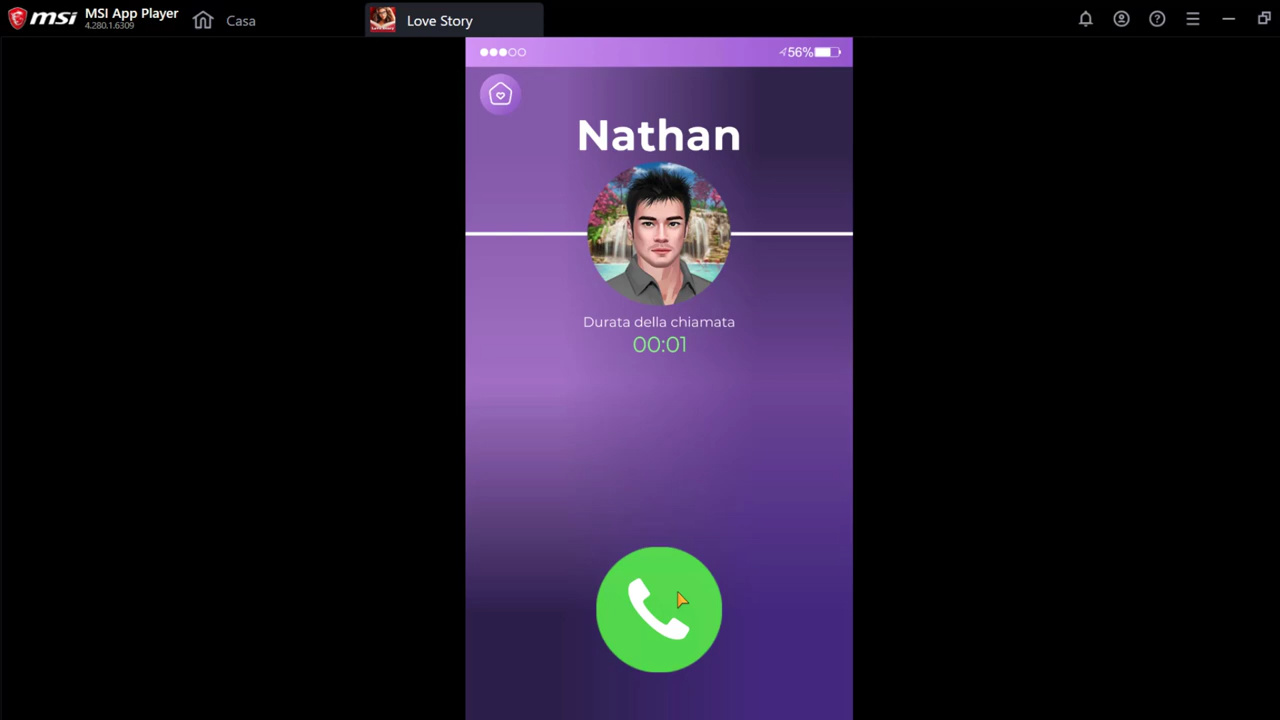 msi MSI App Player
4.280.1.6309
Casa
Love Story
56%
Nathan
Durata della chiamata
00:01